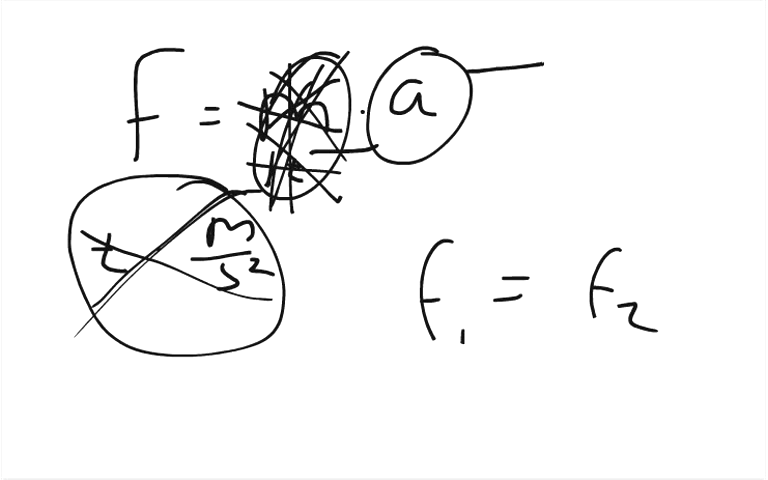 F = · a
t m/s²
F₁ = F₂